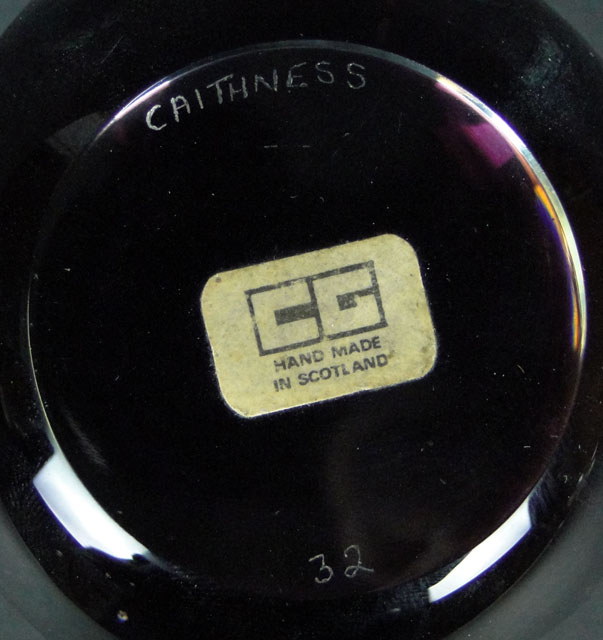 CAITHNESS
CG
HAND MADE
IN SCOTLAND
32